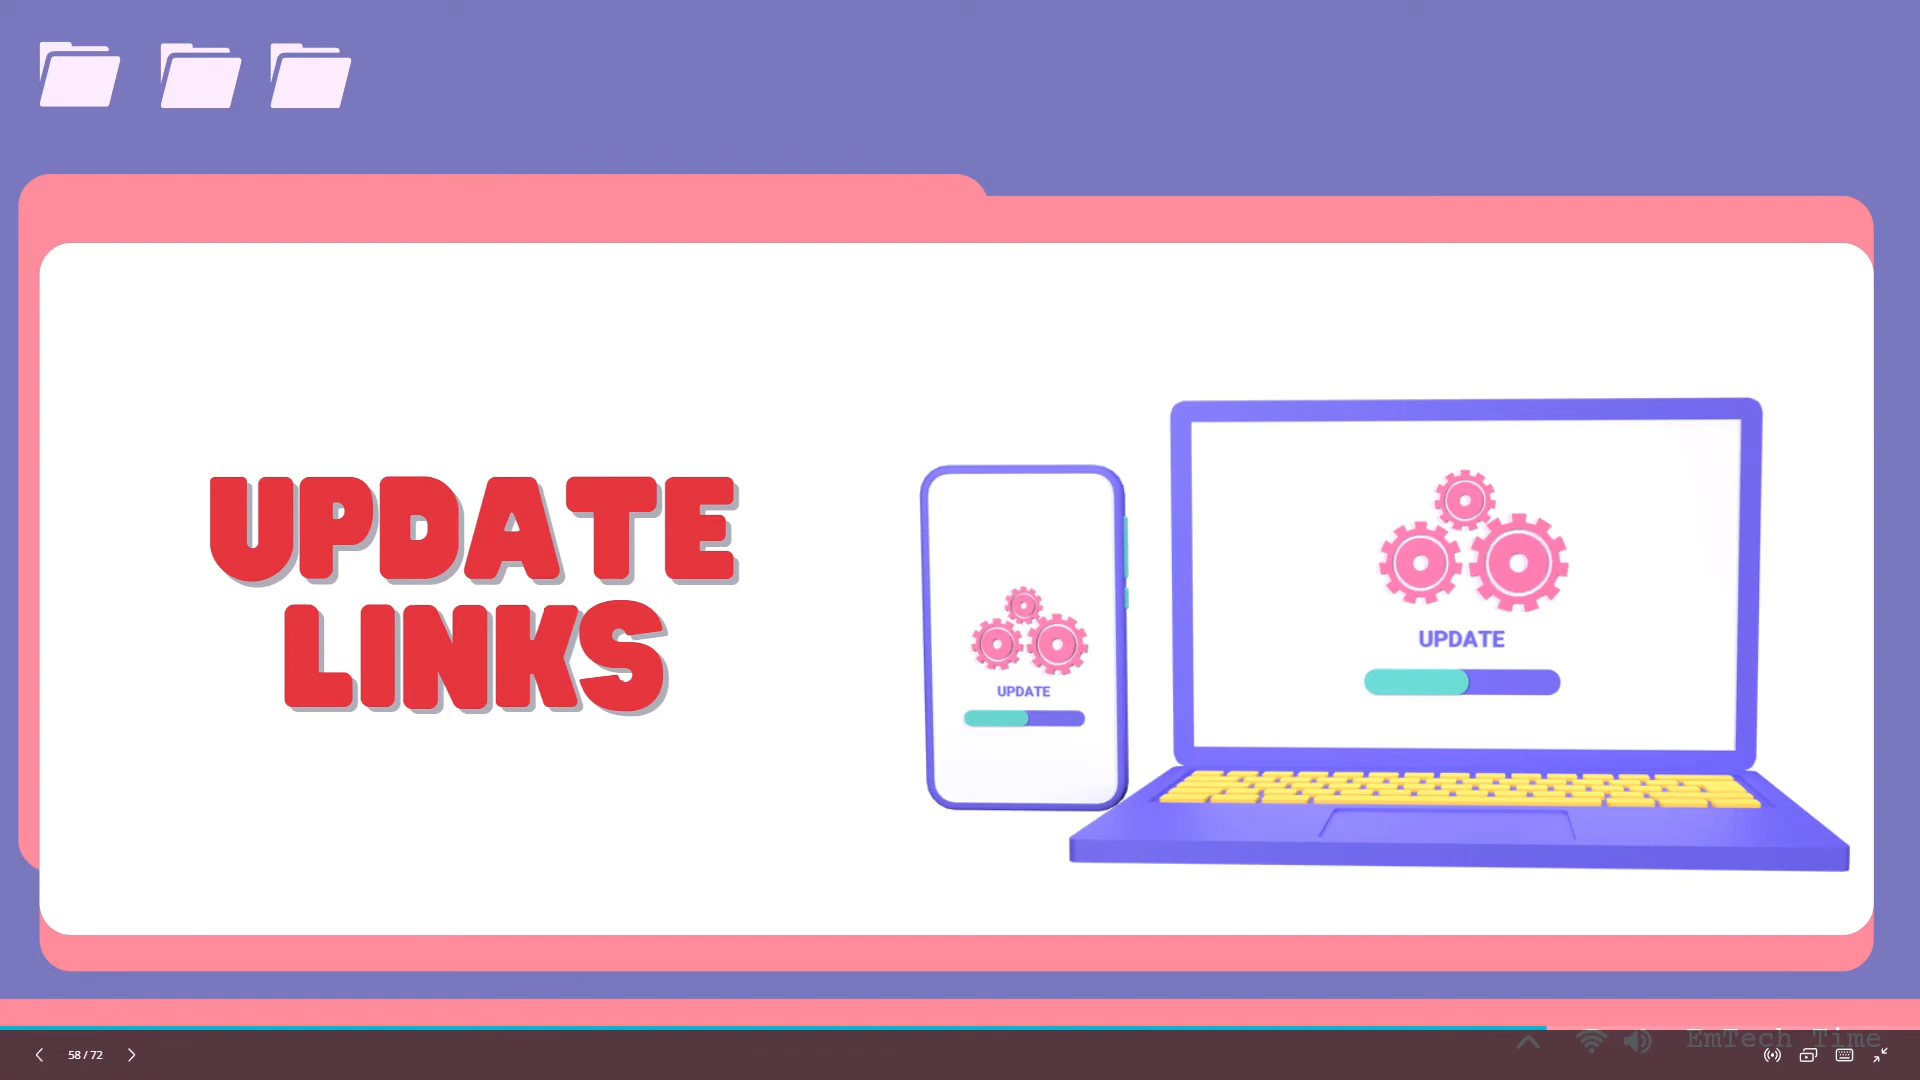 UPDATE
LINKS
UPDATE
UPDATE
58 / 72
EmTech Time